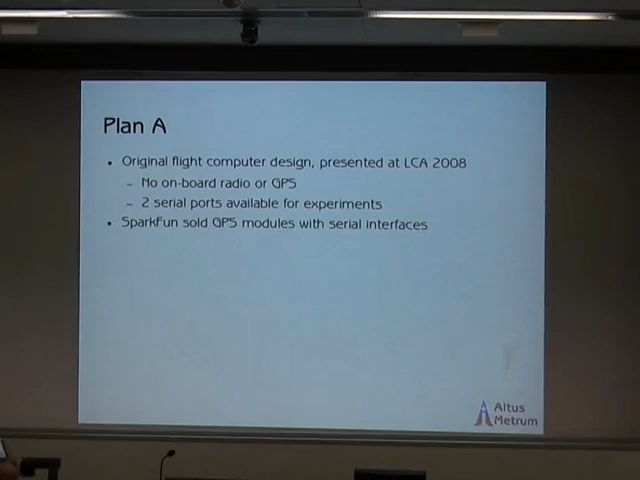 Plan A
• Original flight computer design, presented at LCA 2008
– No on-board radio or GPS
– 2 serial ports available for experiments
• SparkFun sold GPS modules with serial interfaces
Altus
Metrum